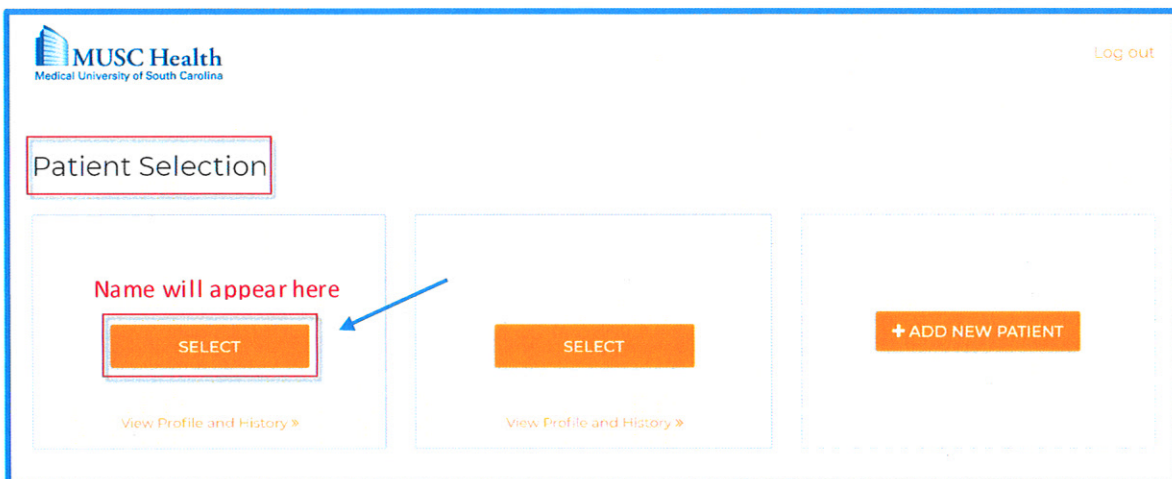 MUSC Health
Medical University of South Carolina
Log out
Patient Selection
Name will appear here
SELECT
SELECT
+ ADD NEW PATIENT
View Profile and History »
View Profile and History »